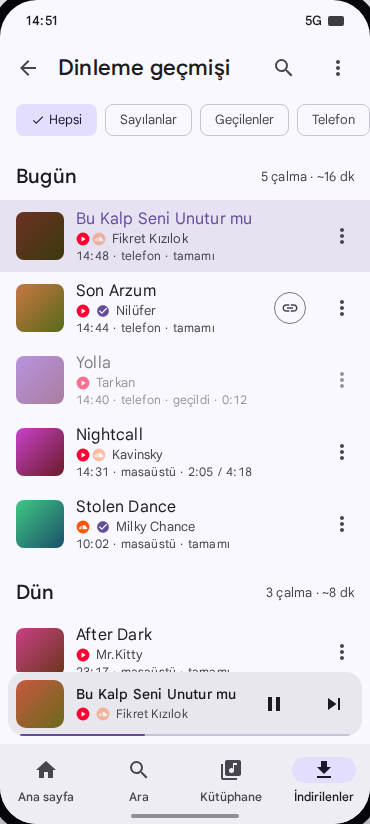 14:51
5G
Dinleme geçmişi
Hepsi
Sayılanlar
Geçilenler
Telefon
Bugün
5 çalma · ~16 dk
Bu Kalp Seni Unutur mu
Fikret Kızılok
14:48 · telefon · tamamı
Son Arzum
Nilüfer
14:44 · telefon · tamamı
Yolla
Tarkan
14:40 · telefon · geçildi · 0:12
Nightcall
Kavinsky
14:31 · masaüstü · 2:05 / 4:18
Stolen Dance
Milky Chance
10:02 · masaüstü · tamamı
Dün
3 çalma · ~8 dk
After Dark
Mr.Kitty
23:17 · masaüstü · tamamı
Bu Kalp Seni Unutur mu
Fikret Kızılok
Ana sayfa
Ara
Kütüphane
İndirilenler